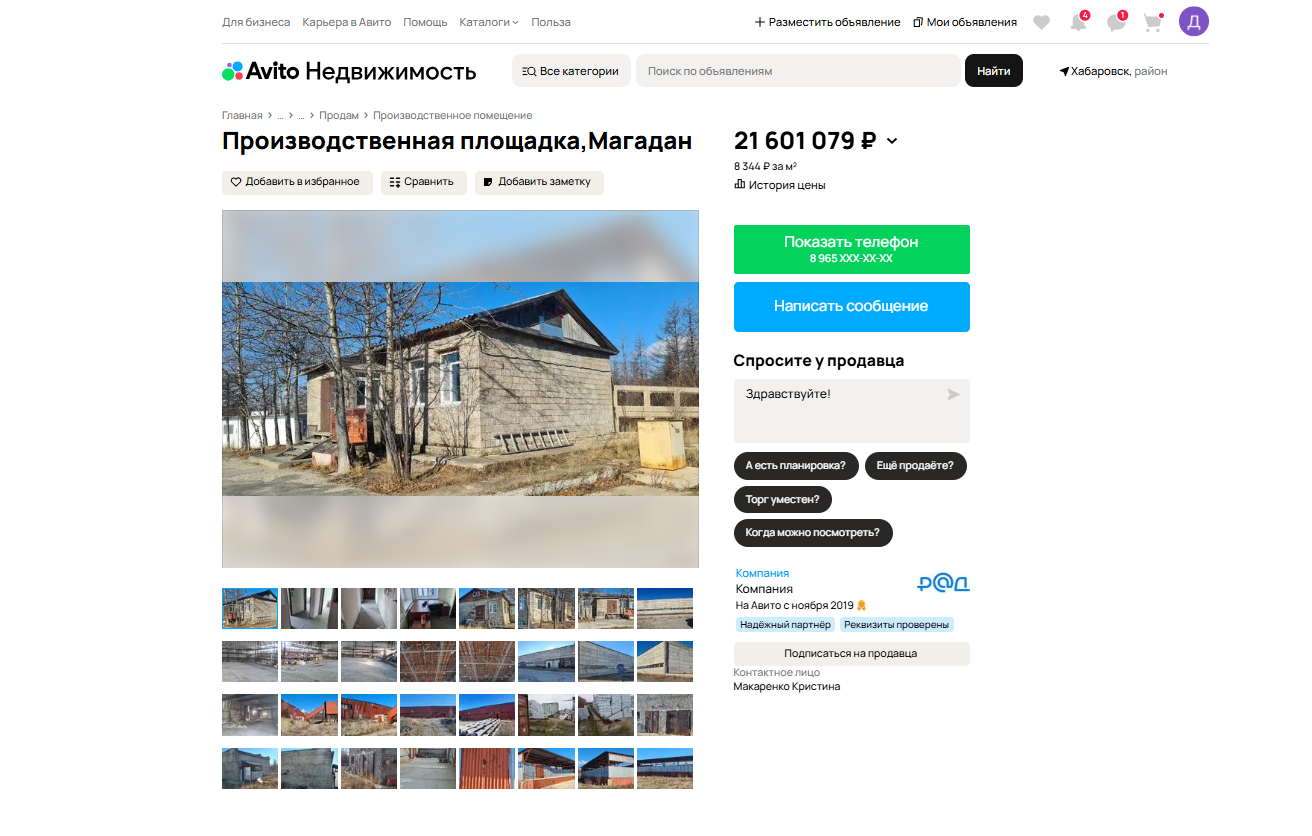 Для бизнеса Карьера в Авито Помощь Каталоги Польза
Разместить объявление Мои объявления 4 1 Д
Avito Недвижимость Все категории Поиск по объявлениям Найти Хабаровск, район
Главная › ... › ... › Продам › Производственное помещение
Производственная площадка,Магадан
Добавить в избранное Сравнить Добавить заметку
21 601 079 ₽
8 344 ₽ за м²
История цены
Показать телефон
8 965 XXX-XX-XX
Написать сообщение
Спросите у продавца
Здравствуйте!
А есть планировка? Ещё продаёте?
Торг уместен?
Когда можно посмотреть?
Компания
Компания
РАД
На Авито с ноября 2019
Надёжный партнёр Реквизиты проверены
Подписаться на продавца
Контактное лицо
Макаренко Кристина